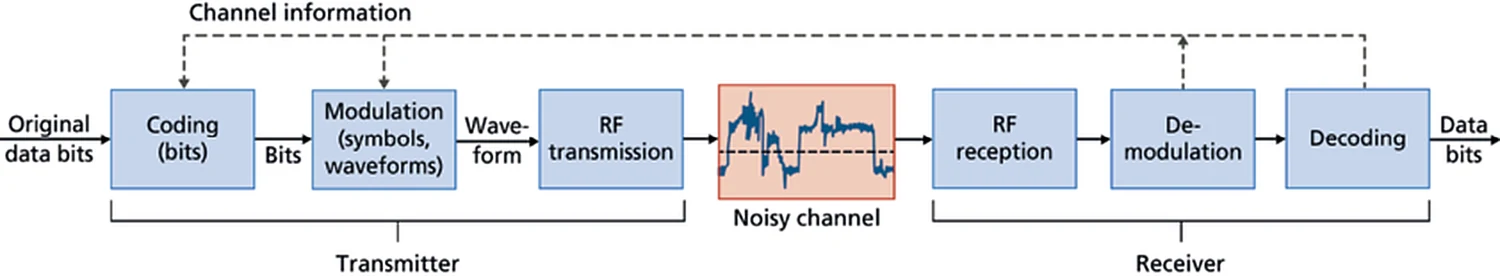 Channel information
Original
data bits
Coding
(bits)
Bits
Modulation
(symbols,
waveforms)
Wave-
form
RF
transmission
Noisy channel
RF
reception
De-
modulation
Decoding
Data
bits
Transmitter
Receiver